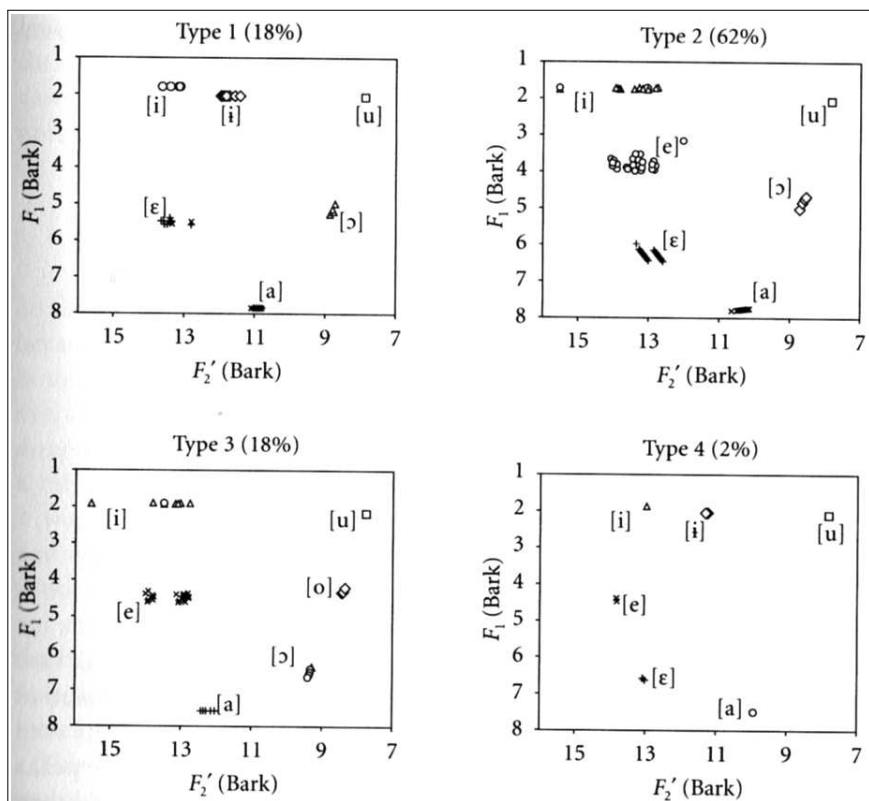 Type 1 (18%)
1
2
3
4
5
6
7
8
F₁ (Bark)
[i] [ɨ] [u]
[ɛ] [ɔ]
[a]
15 13 11 9 7
F₂′ (Bark)
Type 2 (62%)
1
2
3
4
5
6
7
8
F₁ (Bark)
[i] [u]
[e]
[ɔ]
[ɛ]
[a]
15 13 11 9 7
F₂′ (Bark)
Type 3 (18%)
1
2
3
4
5
6
7
8
F₁ (Bark)
[i] [u]
[e] [o]
[ɔ]
[a]
15 13 11 9 7
F₂′ (Bark)
Type 4 (2%)
1
2
3
4
5
6
7
8
F₁ (Bark)
[i] [ɨ] [u]
[e]
[ɛ]
[a]
15 13 11 9 7
F₂′ (Bark)